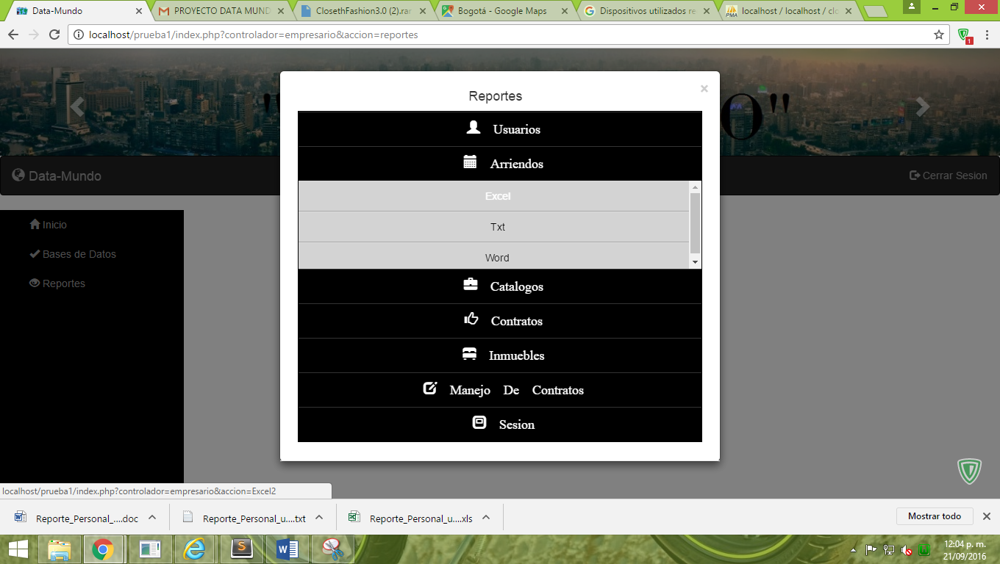 Data-Mundo
PROYECTO DATA MUND
ClosethFashion3.0 (2).rar
Bogotá - Google Maps
Dispositivos utilizados re
localhost / localhost / clo
localhost/prueba1/index.php?controlador=empresario&accion=reportes
1
"
O"
Reportes
×
Usuarios
Arriendos
Excel
Txt
Word
Catalogos
Contratos
Inmuebles
Manejo De Contratos
Sesion
Data-Mundo
Cerrar Sesion
Inicio
Bases de Datos
Reportes
localhost/prueba1/index.php?controlador=empresario&accion=Excel2
Reporte_Personal_....doc
Reporte_Personal_u....txt
Reporte_Personal_u....xls
Mostrar todo
12:04 p. m.
21/09/2016